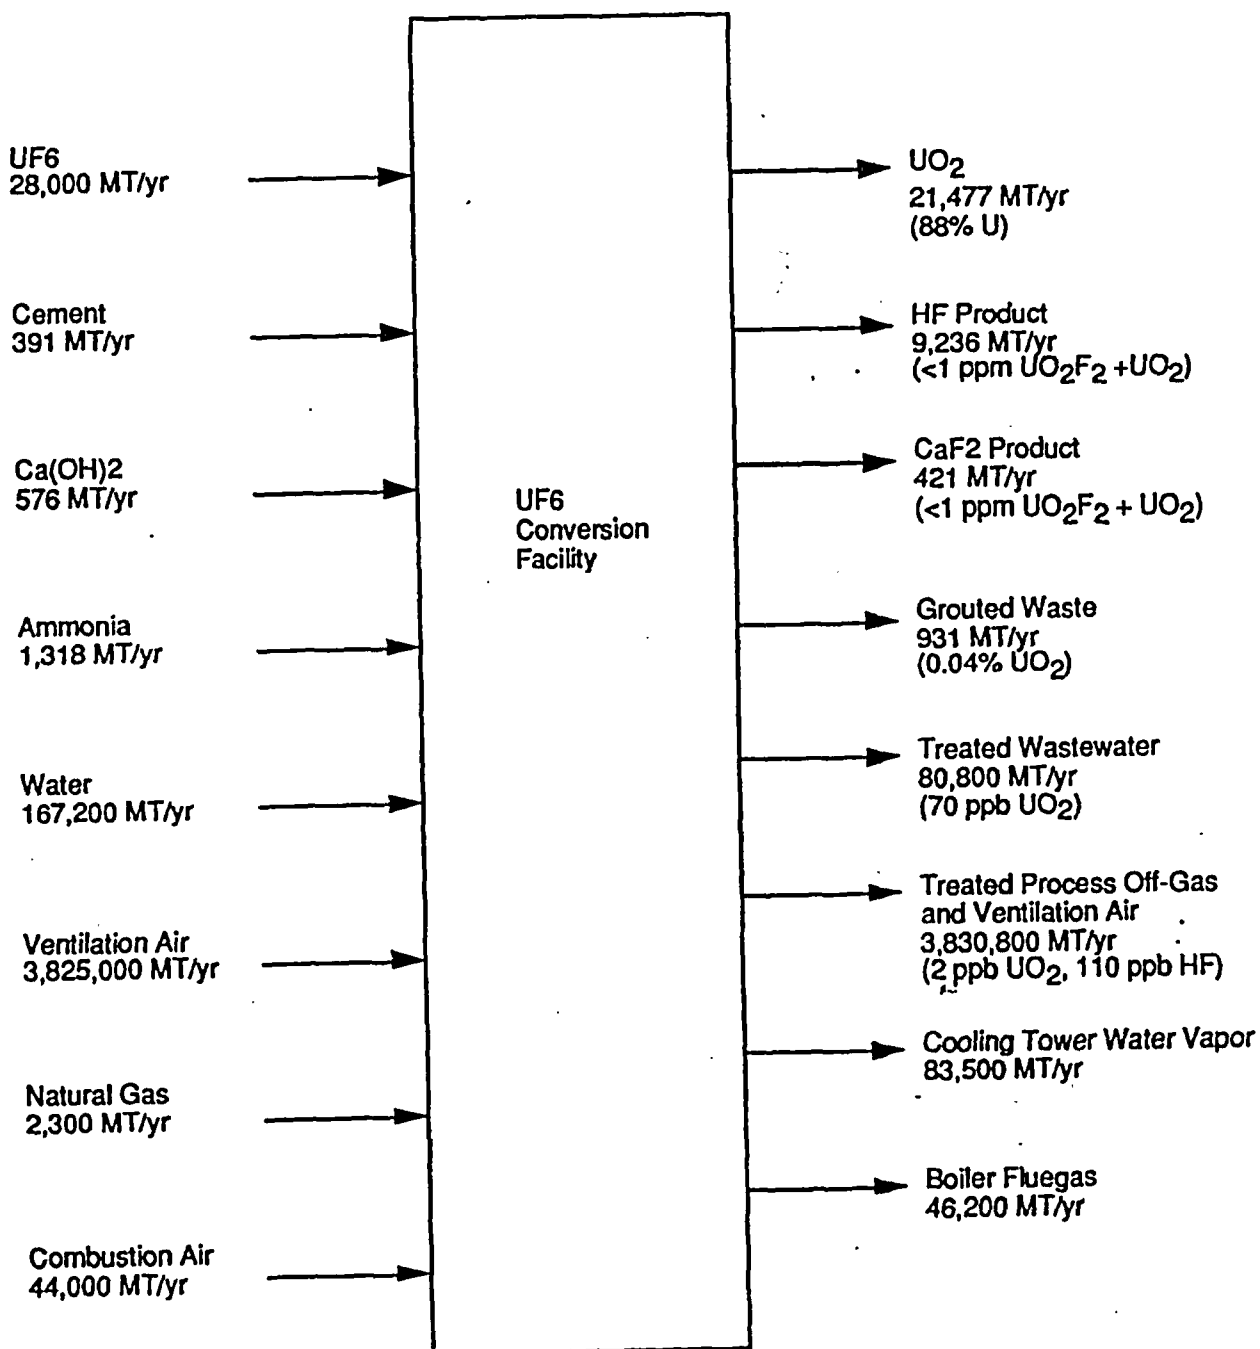 UF6
28,000 MT/yr
Cement
391 MT/yr
Ca(OH)2
576 MT/yr
Ammonia
1,318 MT/yr
Water
167,200 MT/yr
Ventilation Air
3,825,000 MT/yr
Natural Gas
2,300 MT/yr
Combustion Air
44,000 MT/yr
UF6
Conversion
Facility
UO2
21,477 MT/yr
(88% U)
HF Product
9,236 MT/yr
(<1 ppm UO2F2 +UO2)
CaF2 Product
421 MT/yr
(<1 ppm UO2F2 + UO2)
Grouted Waste
931 MT/yr
(0.04% UO2)
Treated Wastewater
80,800 MT/yr
(70 ppb UO2)
Treated Process Off-Gas
and Ventilation Air
3,830,800 MT/yr
(2 ppb UO2, 110 ppb HF)
Cooling Tower Water Vapor
83,500 MT/yr
Boiler Fluegas
46,200 MT/yr